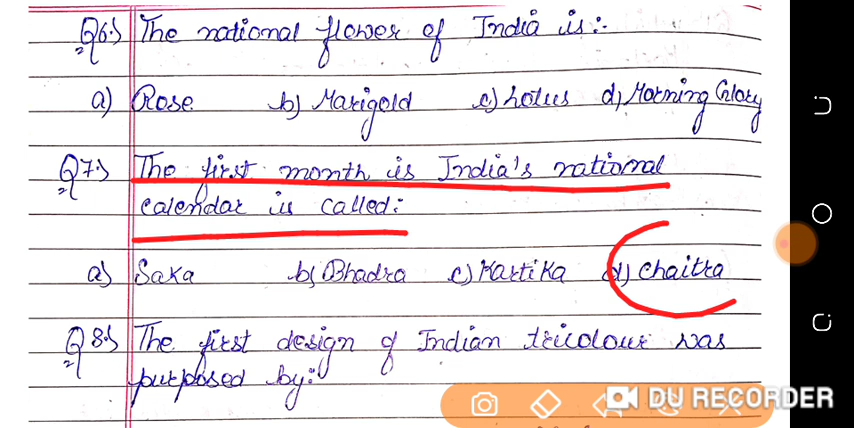 Q6.) The national flower of India is:-
a) Rose b) Marigold c) Lotus d) Morning Glory
Q7.) The first month is India's national
calendar is called:
a) Saka b) Bhadra c) Kartika d) Chaitra
Q8.) The first design of Indian tricolour was
purposed by:
DU RECORDER